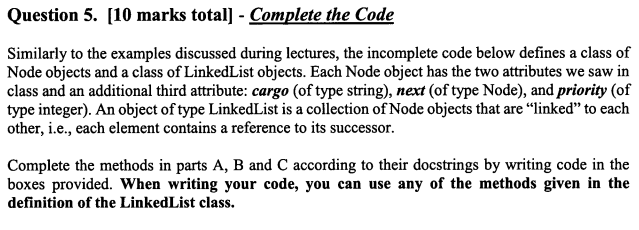 Question 5. [10 marks total] - Complete the Code
Similarly to the examples discussed during lectures, the incomplete code below defines a class of
Node objects and a class of LinkedList objects. Each Node object has the two attributes we saw in
class and an additional third attribute: cargo (of type string), next (of type Node), and priority (of
type integer). An object of type LinkedList is a collection of Node objects that are “linked” to each
other, i.e., each element contains a reference to its successor.
Complete the methods in parts A, B and C according to their docstrings by writing code in the
boxes provided. When writing your code, you can use any of the methods given in the
definition of the LinkedList class.